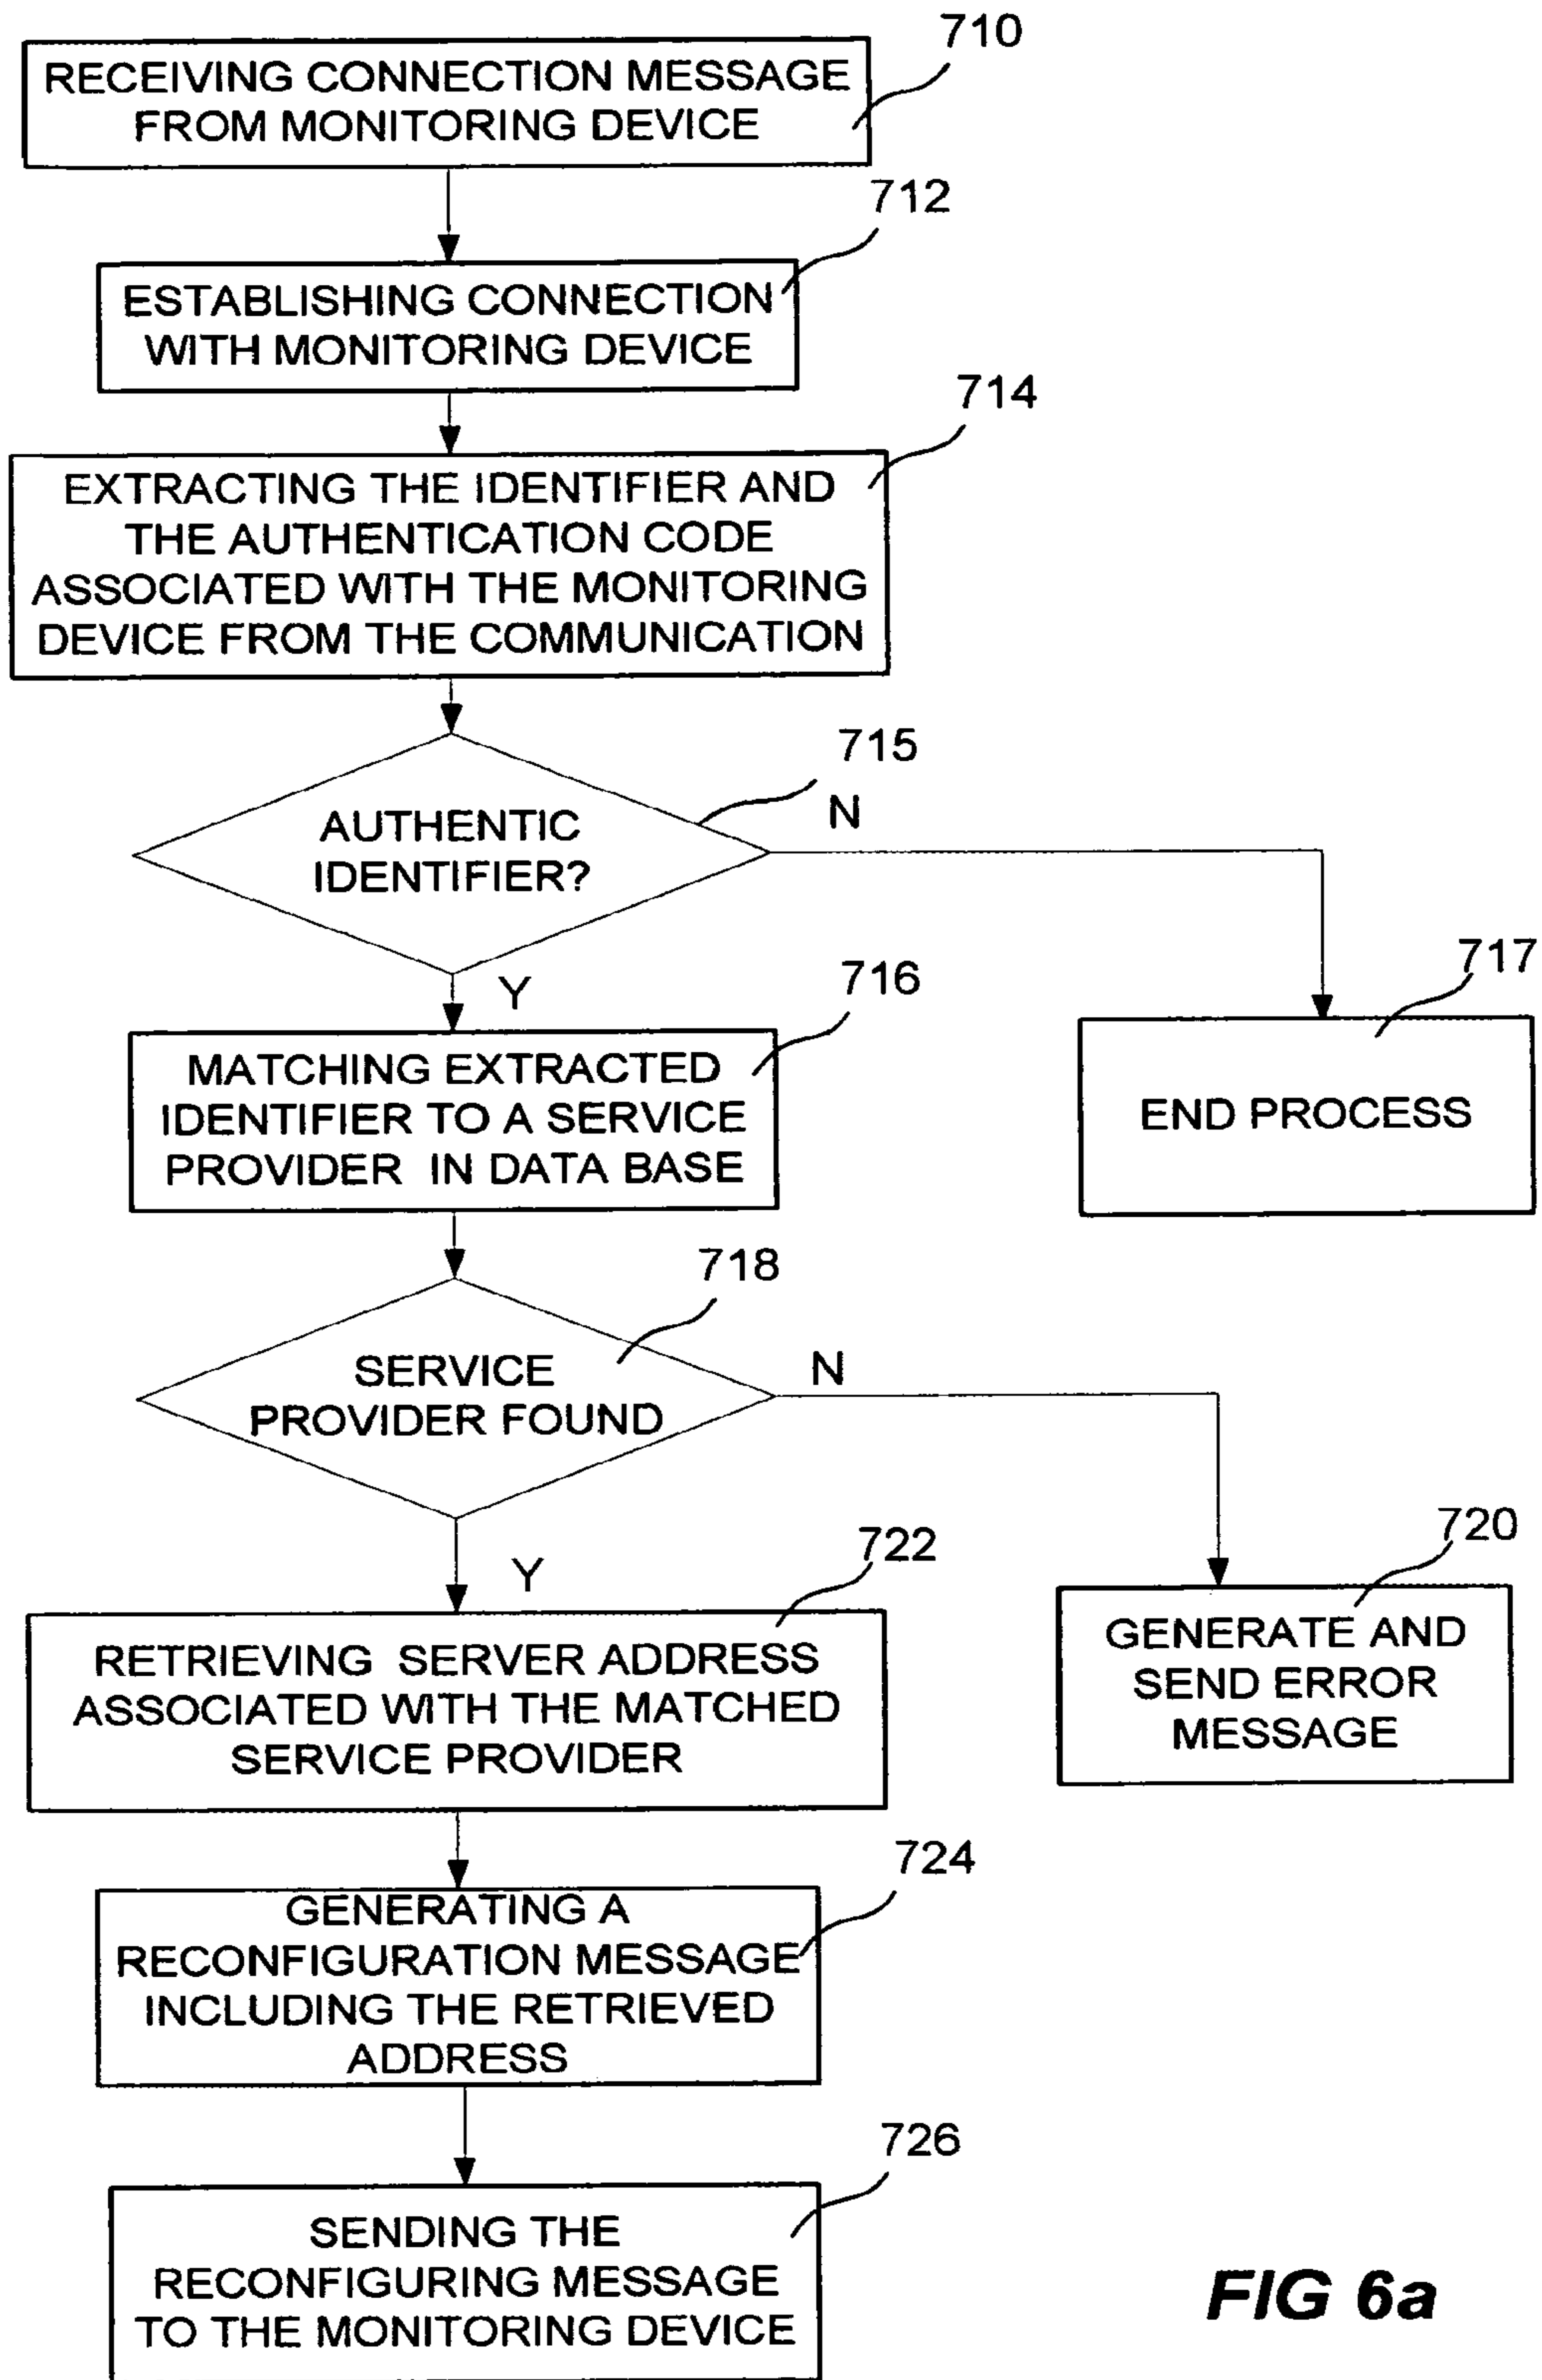 710
RECEIVING CONNECTION MESSAGE
FROM MONITORING DEVICE
712
ESTABLISHING CONNECTION
WITH MONITORING DEVICE
714
EXTRACTING THE IDENTIFIER AND
THE AUTHENTICATION CODE
ASSOCIATED WITH THE MONITORING
DEVICE FROM THE COMMUNICATION
715
N
AUTHENTIC
IDENTIFIER?
Y
716
717
MATCHING EXTRACTED
IDENTIFIER TO A SERVICE
PROVIDER IN DATA BASE
END PROCESS
718
N
SERVICE
PROVIDER FOUND
Y
722
720
RETRIEVING SERVER ADDRESS
ASSOCIATED WITH THE MATCHED
SERVICE PROVIDER
GENERATE AND
SEND ERROR
MESSAGE
724
GENERATING A
RECONFIGURATION MESSAGE
INCLUDING THE RETRIEVED
ADDRESS
726
SENDING THE
RECONFIGURING MESSAGE
TO THE MONITORING DEVICE
FIG 6a